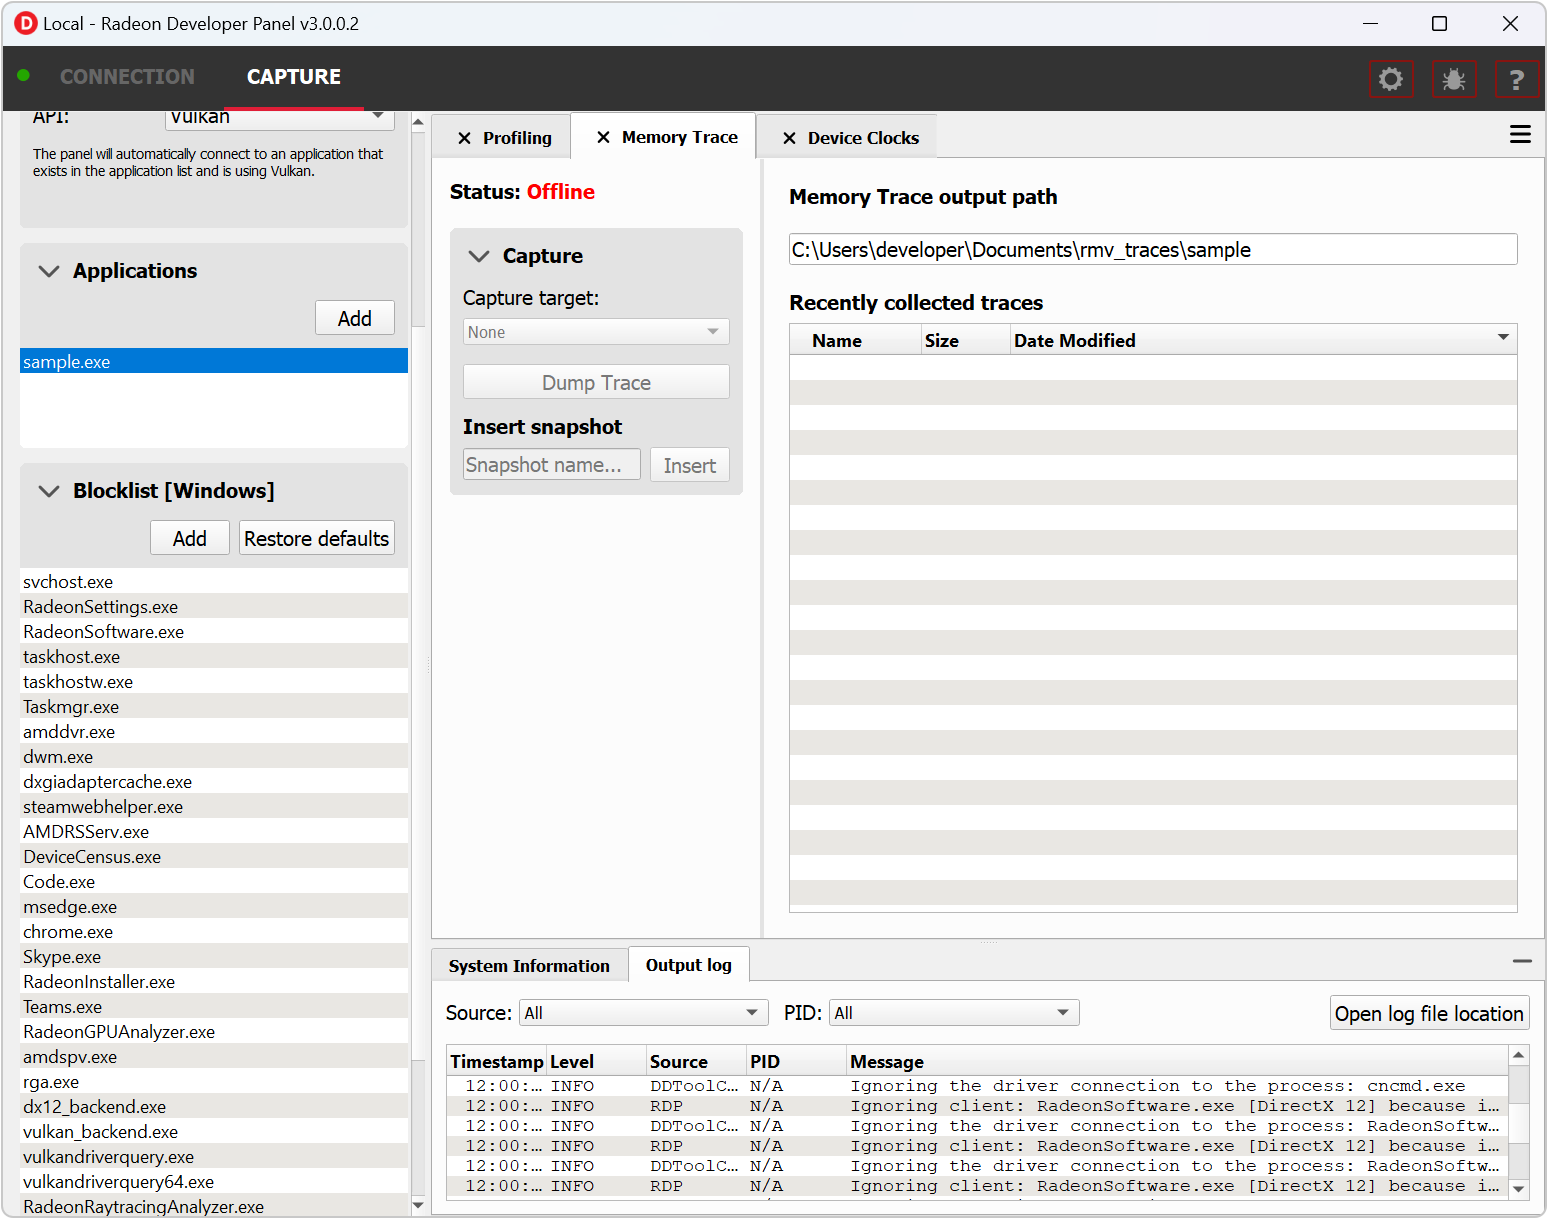 D Local - Radeon Developer Panel v3.0.0.2
CONNECTION
CAPTURE
?
API:
Vulkan
The panel will automatically connect to an application that
exists in the application list and is using Vulkan.
Applications
Add
sample.exe
Blocklist [Windows]
Add
Restore defaults
svchost.exe
RadeonSettings.exe
RadeonSoftware.exe
taskhost.exe
taskhostw.exe
Taskmgr.exe
amddvr.exe
dwm.exe
dxgiadaptercache.exe
steamwebhelper.exe
AMDRSServ.exe
DeviceCensus.exe
Code.exe
msedge.exe
chrome.exe
Skype.exe
RadeonInstaller.exe
Teams.exe
RadeonGPUAnalyzer.exe
amdspv.exe
rga.exe
dx12_backend.exe
vulkan_backend.exe
vulkandriverquery.exe
vulkandriverquery64.exe
RadeonRaytracingAnalyzer.exe
Profiling
Memory Trace
Device Clocks
Status: Offline
Capture
Capture target:
None
Dump Trace
Insert snapshot
Snapshot name...
Insert
Memory Trace output path
C:\Users\developer\Documents\rmv_traces\sample
Recently collected traces
Name Size Date Modified
System Information
Output log
Source: All
PID: All
Open log file location
Timestamp Level Source PID Message
12:00:... INFO DDToolC... N/A Ignoring the driver connection to the process: cncmd.exe
12:00:... INFO RDP N/A Ignoring client: RadeonSoftware.exe [DirectX 12] because i...
12:00:... INFO DDToolC... N/A Ignoring the driver connection to the process: RadeonSoftw...
12:00:... INFO RDP N/A Ignoring client: RadeonSoftware.exe [DirectX 12] because i...
12:00:... INFO DDToolC... N/A Ignoring the driver connection to the process: RadeonSoftw...
12:00:... INFO RDP N/A Ignoring client: RadeonSoftware.exe [DirectX 12] because i...